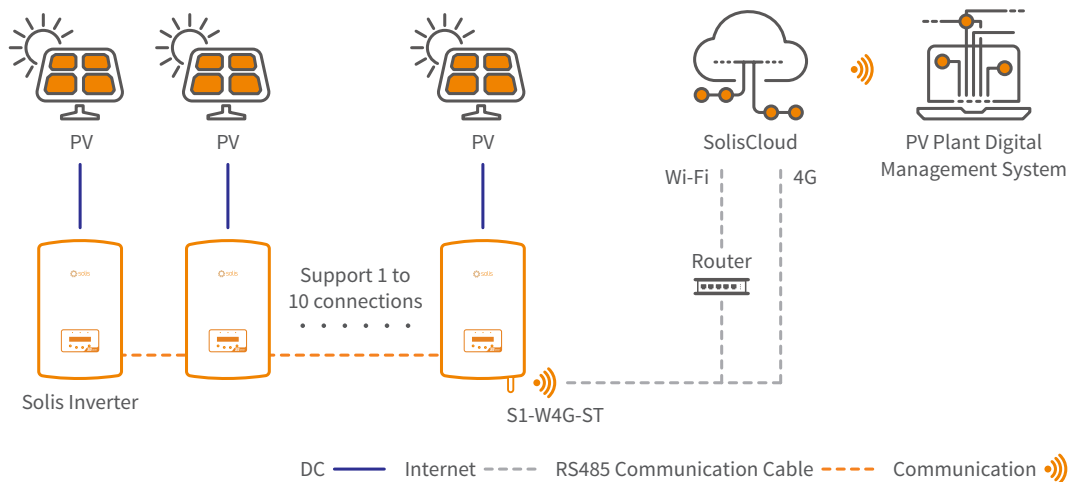 PV
PV
PV
SolisCloud
PV Plant Digital
Management System
Wi-Fi
4G
Router
solis
solis
solis
Support 1 to
10 connections
Solis Inverter
S1-W4G-ST
DC
Internet
RS485 Communication Cable
Communication